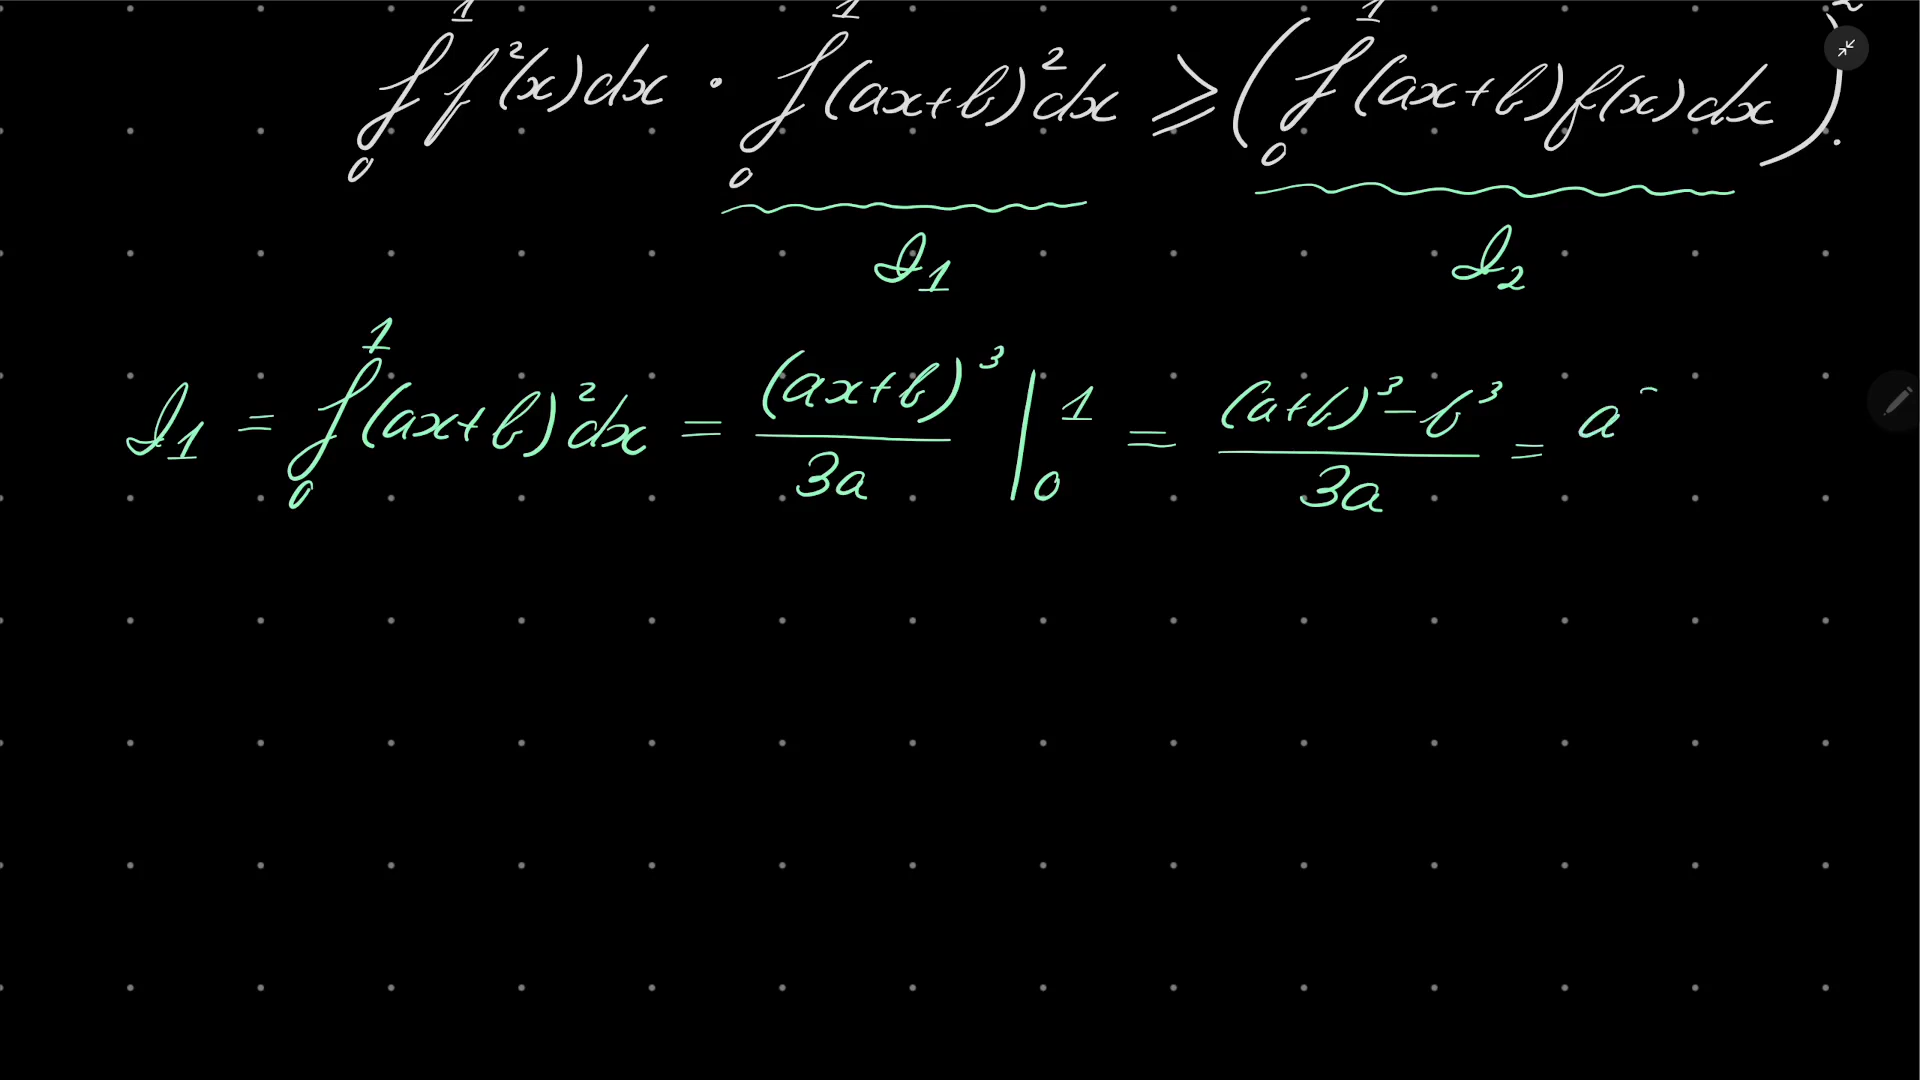 ∫₀¹ f²(x)dx · ∫₀¹ (ax+b)²dx ⩾ (∫₀¹ (ax+b)f(x)dx)².
I₁ I₂
I₁ = ∫₀¹ (ax+b)²dx = (ax+b)³/3a |₀¹ = ((a+b)³-b³)/3a = a